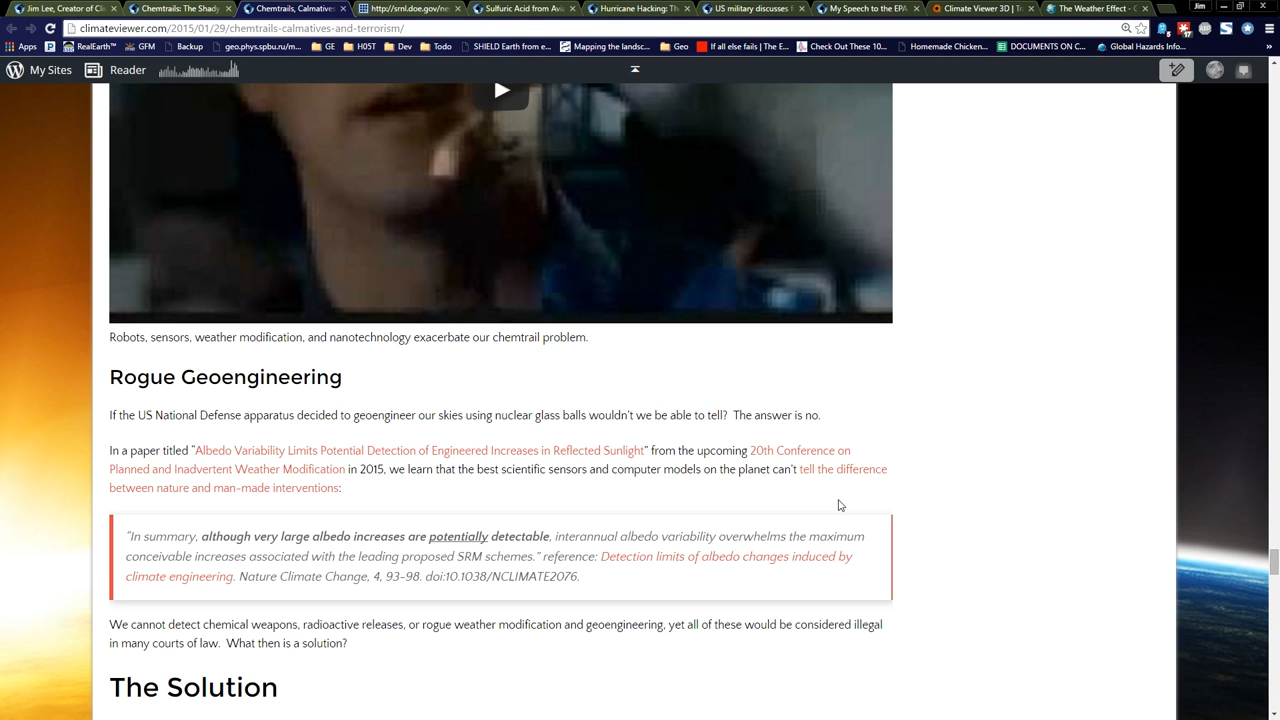 Jim Lee, Creator of Cli
Chemtrails: The Shady
Chemtrails, Calmatives
http://srnl.doe.gov/ne
Sulfuric Acid from Avi
Hurricane Hacking: Th
US military discusses f
My Speech to the EPA
Climate Viewer 3D | To
The Weather Effect - C
Jim
climateviewer.com/2015/01/29/chemtrails-calmatives-and-terrorism/
Apps
RealEarth™
GFM
Backup
geo.phys.spbu.ru/m...
GE
H05T
Dev
Todo
SHIELD Earth from e...
Mapping the landsc...
Geo
If all else fails | The E...
Check Out These 10...
Homemade Chicken...
DOCUMENTS ON C...
Global Hazards Info...
»
My Sites
Reader
Robots, sensors, weather modification, and nanotechnology exacerbate our chemtrail problem.
Rogue Geoengineering
If the US National Defense apparatus decided to geoengineer our skies using nuclear glass balls wouldn't we be able to tell?  The answer is no.
In a paper titled "Albedo Variability Limits Potential Detection of Engineered Increases in Reflected Sunlight" from the upcoming 20th Conference on
Planned and Inadvertent Weather Modification in 2015, we learn that the best scientific sensors and computer models on the planet can't tell the difference
between nature and man-made interventions:
"In summary, although very large albedo increases are potentially detectable, interannual albedo variability overwhelms the maximum
conceivable increases associated with the leading proposed SRM schemes." reference: Detection limits of albedo changes induced by
climate engineering. Nature Climate Change, 4, 93-98. doi:10.1038/NCLIMATE2076.
We cannot detect chemical weapons, radioactive releases, or rogue weather modification and geoengineering, yet all of these would be considered illegal
in many courts of law.  What then is a solution?
The Solution